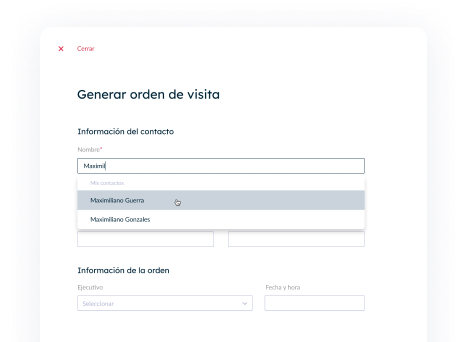 Cerrar
Generar orden de visita
Información del contacto
Nombre*
Maximil
Mis contactos
Maximiliano Guerra
Maximiliano Gonzales
Información de la orden
Ejecutivo
Fecha y hora
Seleccionar